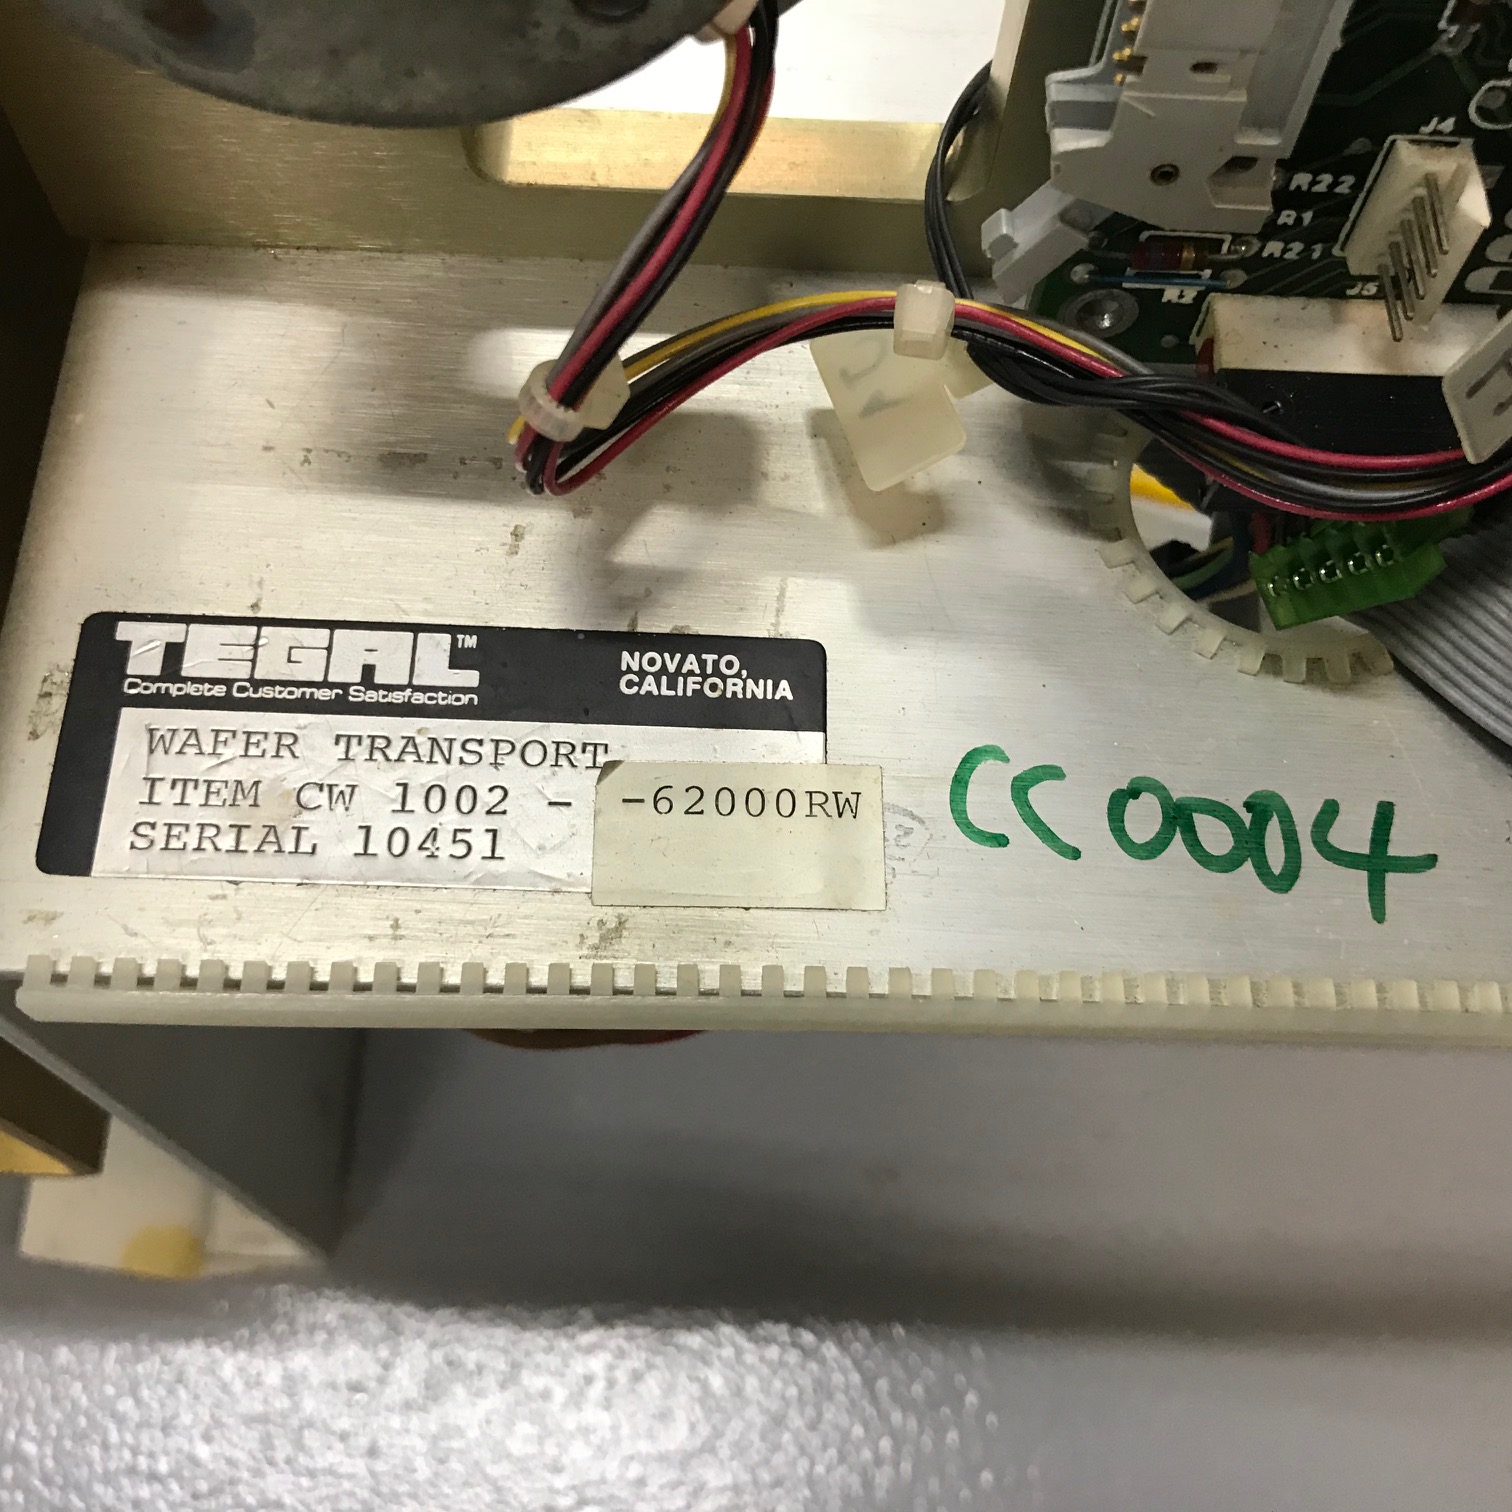 J4
R22
R1
R21
J5
TEGAL™
Complete Customer Satisfaction
NOVATO,
CALIFORNIA
WAFER TRANSPORT
ITEM CW 1002 - -62000RW
SERIAL 10451
CC0004